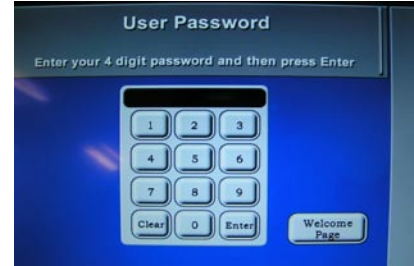 User Password
Enter your 4 digit password and then press Enter
1 2 3
4 5 6
7 8 9
Clear 0 Enter
Welcome
Page